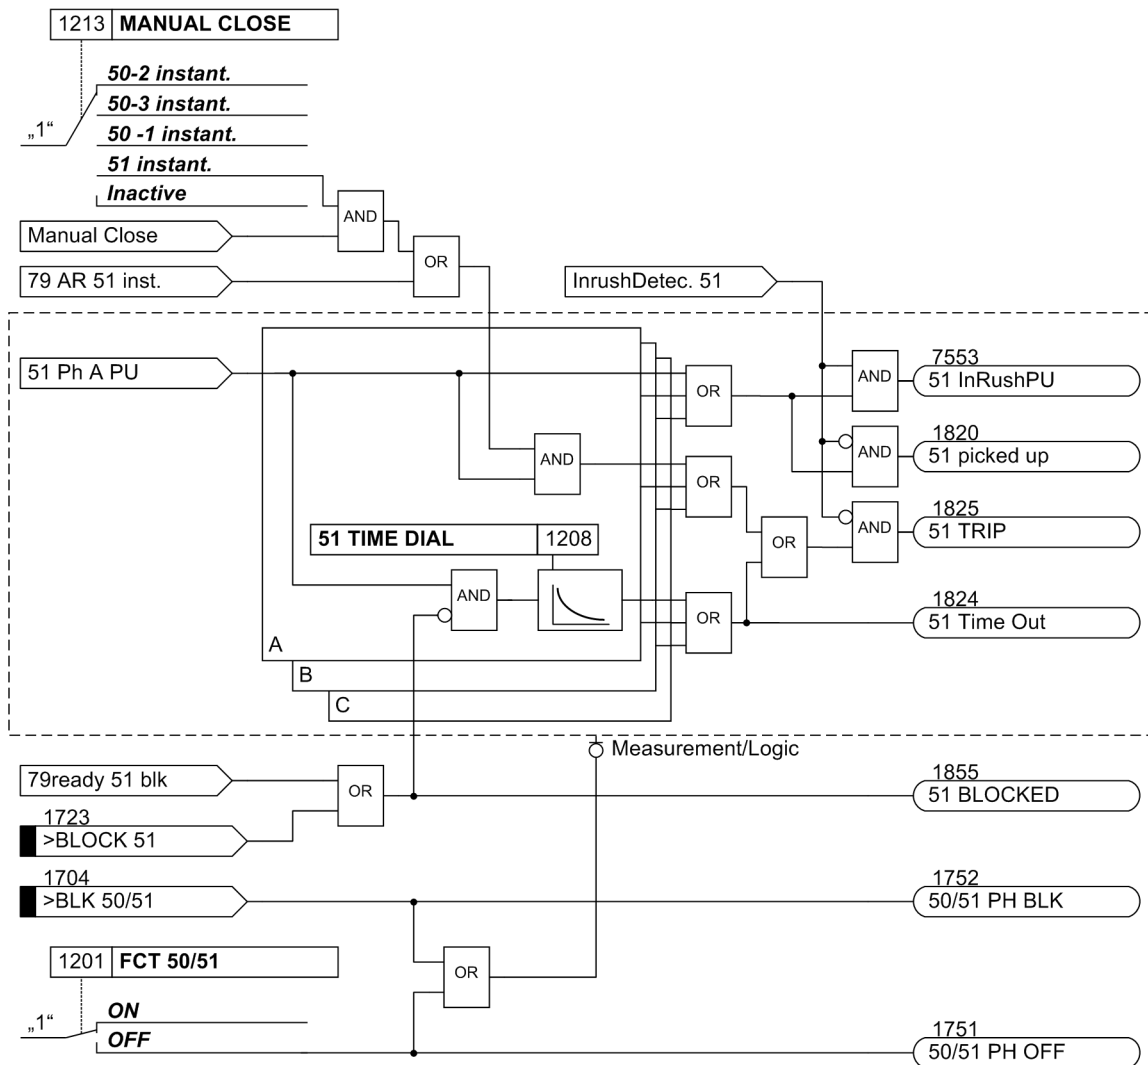 1213 MANUAL CLOSE
50-2 instant.
50-3 instant.
„1“
50 -1 instant.
51 instant.
Inactive
AND
Manual Close
OR
79 AR 51 inst.
InrushDetec. 51
51 Ph A PU
OR
AND
7553
51 InRushPU
AND
1820
51 picked up
AND
OR
1825
51 TRIP
AND
51 TIME DIAL 1208
OR
AND
OR
1824
51 Time Out
A
B
C
Measurement/Logic
79ready 51 blk
OR
1855
51 BLOCKED
1723
>BLOCK 51
1704
>BLK 50/51
1752
50/51 PH BLK
1201 FCT 50/51
OR
„1“
ON
OFF
1751
50/51 PH OFF